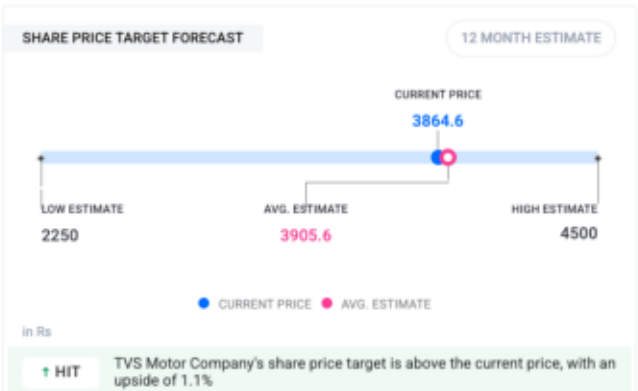 SHARE PRICE TARGET FORECAST
12 MONTH ESTIMATE
CURRENT PRICE
3864.6
LOW ESTIMATE
AVG. ESTIMATE
HIGH ESTIMATE
2250
3905.6
4500
CURRENT PRICE
AVG. ESTIMATE
in Rs
↑ HIT
TVS Motor Company's share price target is above the current price, with an
upside of 1.1%